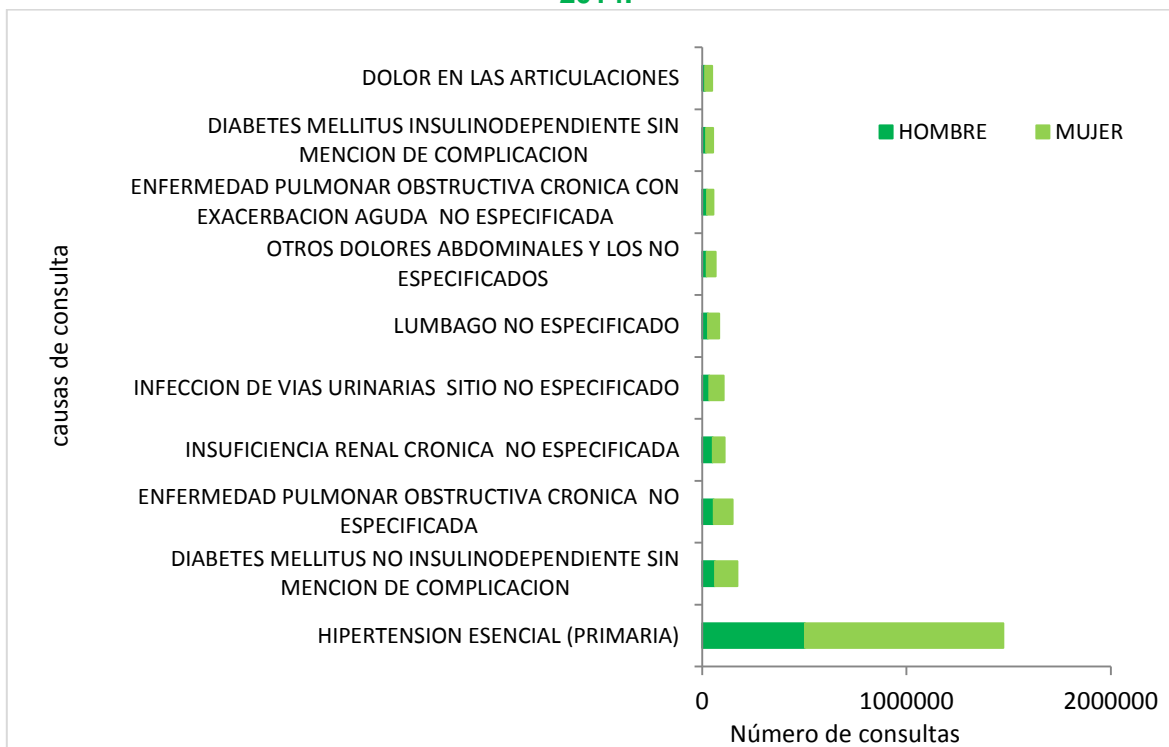 DOLOR EN LAS ARTICULACIONES
DIABETES MELLITUS INSULINODEPENDIENTE SIN
MENCION DE COMPLICACION
HOMBRE
MUJER
ENFERMEDAD PULMONAR OBSTRUCTIVA CRONICA CON
EXACERBACION AGUDA  NO ESPECIFICADA
OTROS DOLORES ABDOMINALES Y LOS NO
ESPECIFICADOS
causas de consulta
LUMBAGO NO ESPECIFICADO
INFECCION DE VIAS URINARIAS  SITIO NO ESPECIFICADO
INSUFICIENCIA RENAL CRONICA  NO ESPECIFICADA
ENFERMEDAD PULMONAR OBSTRUCTIVA CRONICA  NO
ESPECIFICADA
DIABETES MELLITUS NO INSULINODEPENDIENTE SIN
MENCION DE COMPLICACION
HIPERTENSION ESENCIAL (PRIMARIA)
0 1000000 2000000
Número de consultas